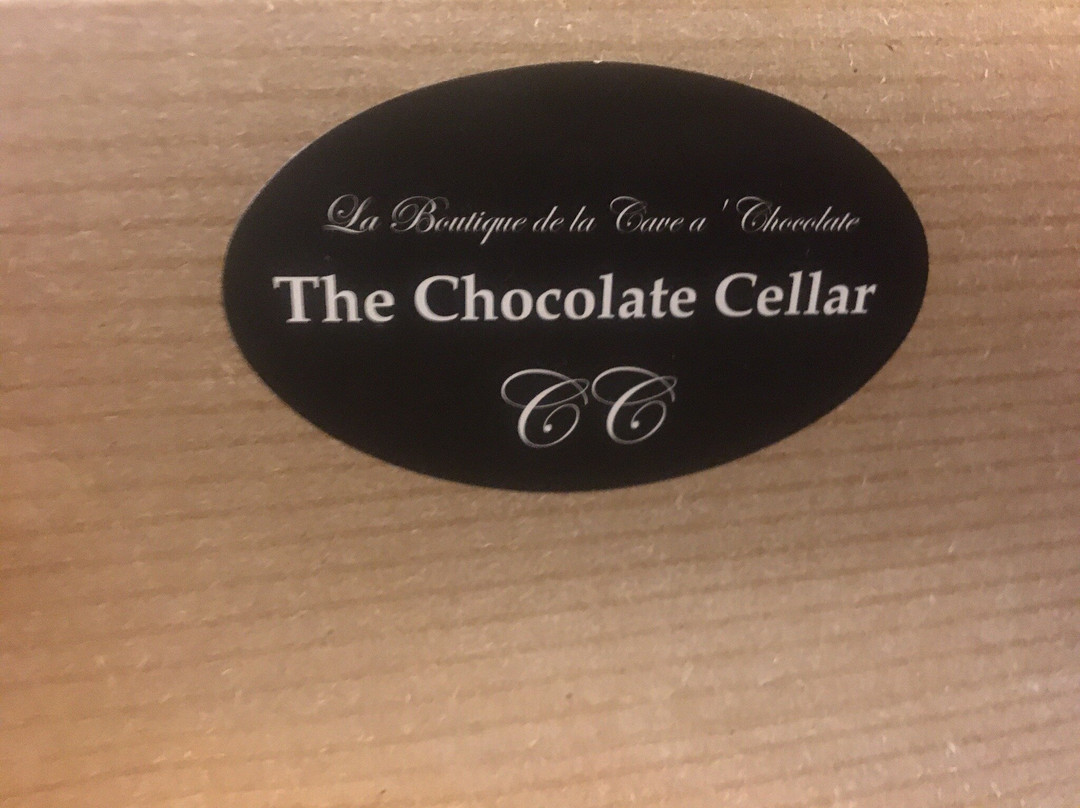 La Boutique de la Cave a ' Chocolate
The Chocolate Cellar
CC